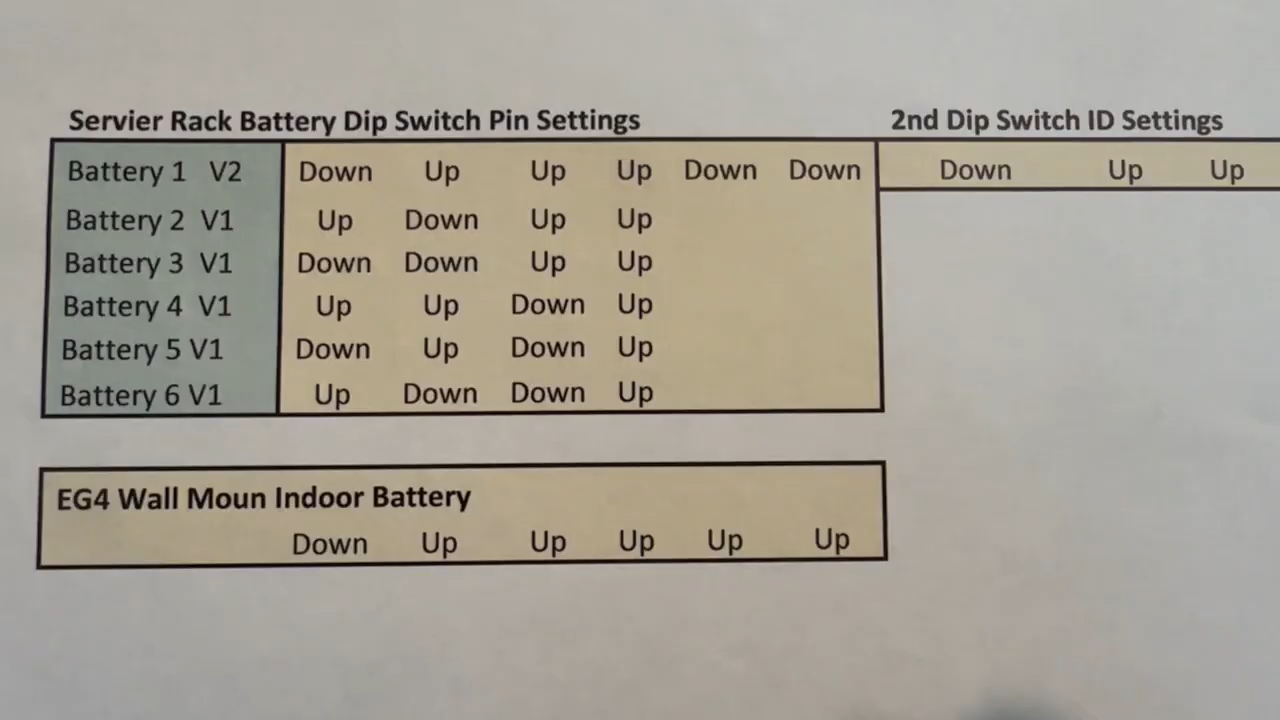 Servier Rack Battery Dip Switch Pin Settings 2nd Dip Switch ID Settings
Battery 1 V2 Down Up Up Up Down Down Down Up Up
Battery 2 V1 Up Down Up Up
Battery 3 V1 Down Down Up Up
Battery 4 V1 Up Up Down Up
Battery 5 V1 Down Up Down Up
Battery 6 V1 Up Down Down Up
EG4 Wall Moun Indoor Battery
Down Up Up Up Up Up